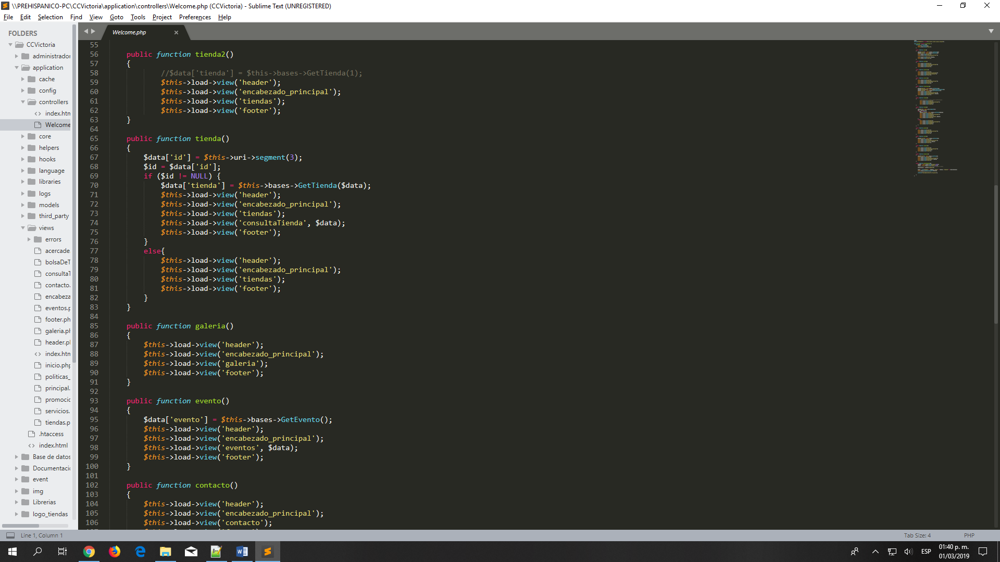 \\PREHISPANICO-PC\CCVictoria\application\controllers\Welcome.php (CCVictoria) - Sublime Text (UNREGISTERED)
File Edit Selection Find View Goto Tools Project Preferences Help
FOLDERS
CCVictoria
administrador
application
cache
config
controllers
index.htm
Welcome
core
helpers
hooks
language
libraries
logs
models
third_party
views
errors
acercade
bolsaDeT
consultaT
contacto.
encabeza
eventos.p
footer.ph
galeria.ph
header.pl
index.htm
inicio.php
politicas_
principal.
promocic
servicios.
tiendas.p
.htaccess
index.html
Base de datos
Documentaci
event
img
Librerias
logo_tiendas
Welcome.php
55
56 public function tienda2()
57 {
58 //$data['tienda'] = $this->bases->GetTienda(1);
59 $this->load->view('header');
60 $this->load->view('encabezado_principal');
61 $this->load->view('tiendas');
62 $this->load->view('footer');
63 }
64
65 public function tienda()
66 {
67 $data['id'] = $this->uri->segment(3);
68 $id = $data['id'];
69 if ($id != NULL) {
70 $data['tienda'] = $this->bases->GetTienda($data);
71 $this->load->view('header');
72 $this->load->view('encabezado_principal');
73 $this->load->view('tiendas');
74 $this->load->view('consultaTienda', $data);
75 $this->load->view('footer');
76 }
77 else{
78 $this->load->view('header');
79 $this->load->view('encabezado_principal');
80 $this->load->view('tiendas');
81 $this->load->view('footer');
82 }
83 }
84
85 public function galeria()
86 {
87 $this->load->view('header');
88 $this->load->view('encabezado_principal');
89 $this->load->view('galeria');
90 $this->load->view('footer');
91 }
92
93 public function evento()
94 {
95 $data['evento'] = $this->bases->GetEvento();
96 $this->load->view('header');
97 $this->load->view('encabezado_principal');
98 $this->load->view('eventos', $data);
99 $this->load->view('footer');
100 }
101
102 public function contacto()
103 {
104 $this->load->view('header');
105 $this->load->view('encabezado_principal');
106 $this->load->view('contacto');
Line 1, Column 1
Tab Size: 4
PHP
ESP
01:40 p. m.
01/03/2019